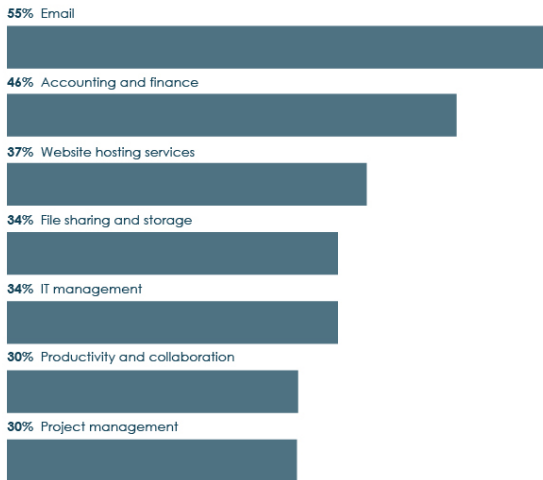 55% Email
46% Accounting and finance
37% Website hosting services
34% File sharing and storage
34% IT management
30% Productivity and collaboration
30% Project management